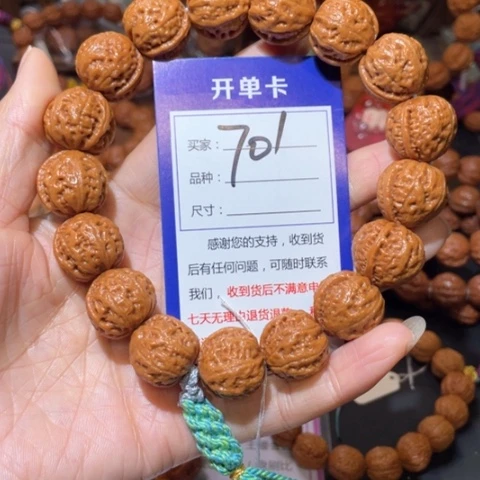 开单卡
买家：701
品种：
尺寸：
感谢您的支持，收到货
后有任何问题，可随时联系
我们，收到货后不满意申
七天无理由退货退款